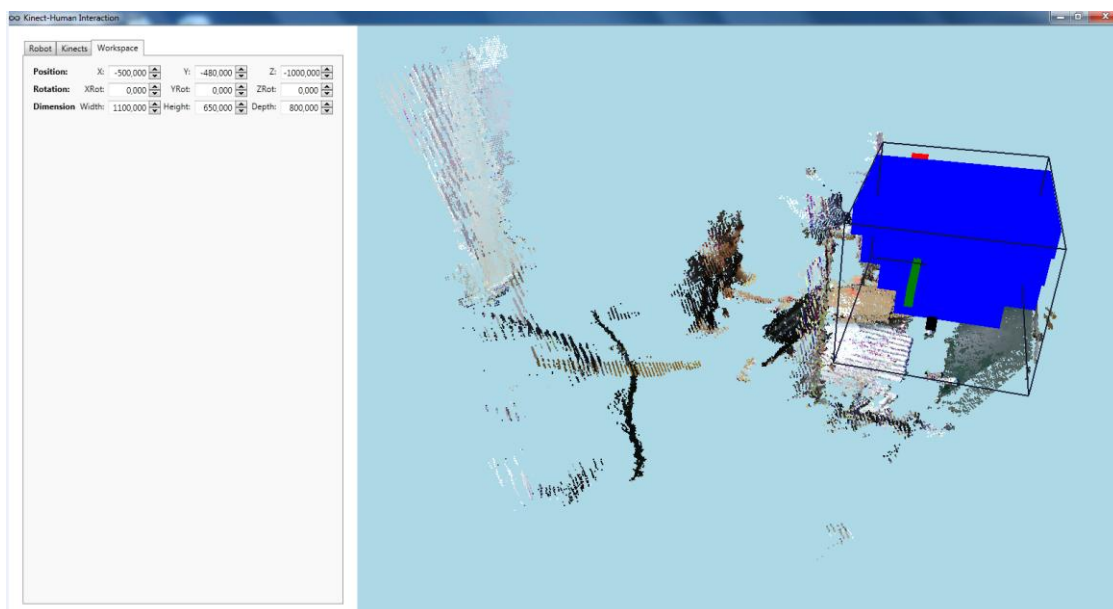 Kinect-Human Interaction
Robot Kinects Workspace
Position: X: -500,000 Y: -480,000 Z: -1000,000
Rotation: XRot: 0,000 YRot: 0,000 ZRot: 0,000
Dimension Width: 1100,000 Height: 650,000 Depth: 800,000